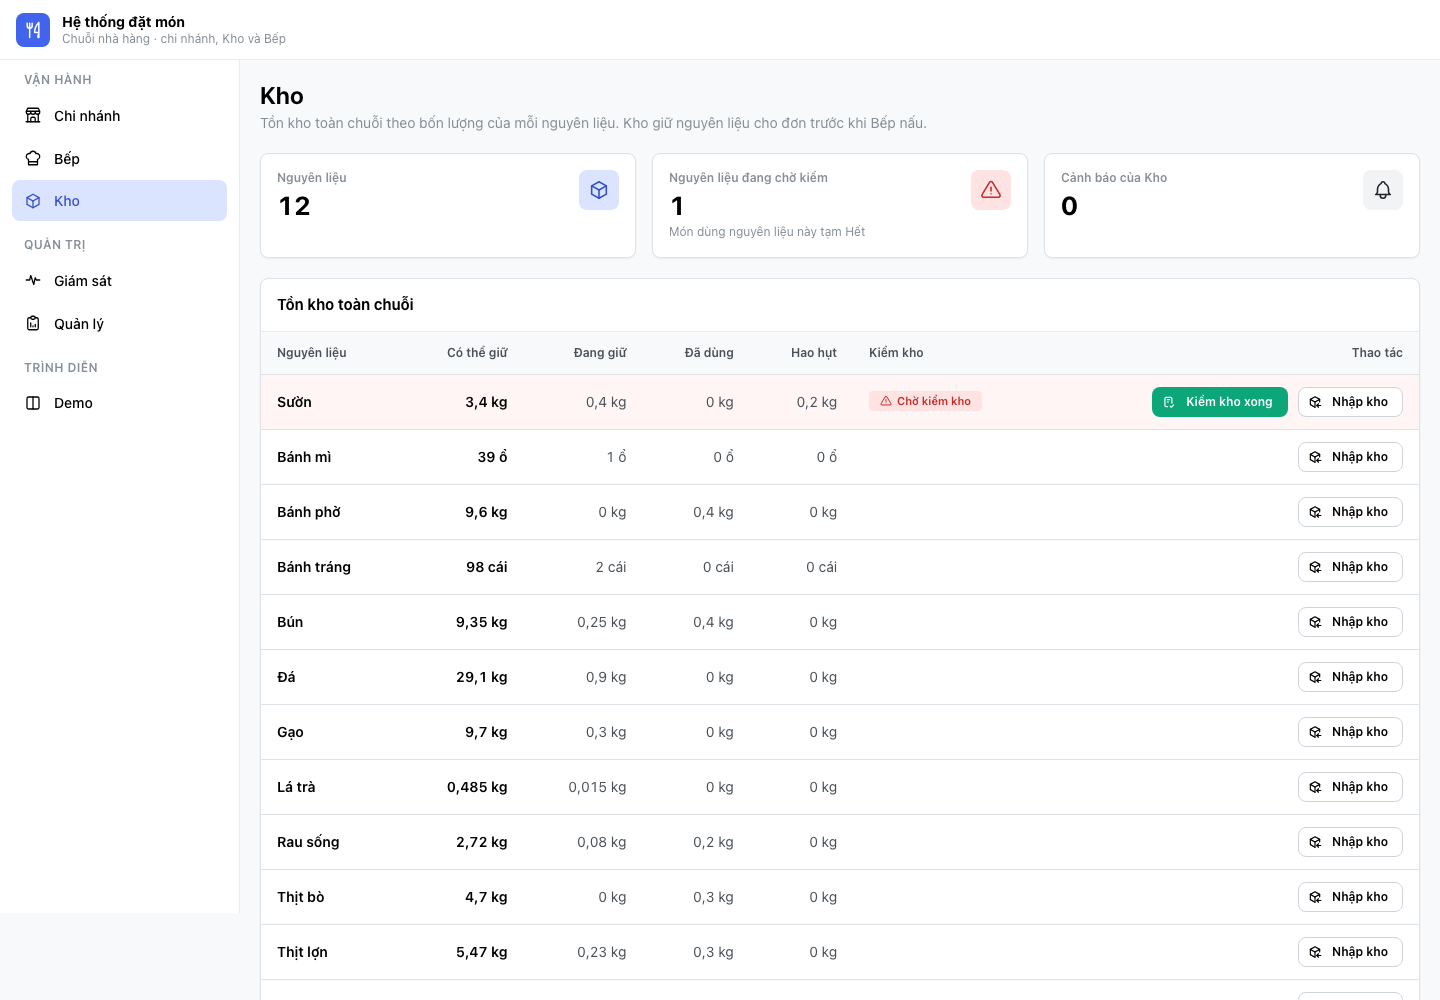 Hệ thống đặt món
Chuỗi nhà hàng · chi nhánh, Kho và Bếp
VẬN HÀNH
Chi nhánh
Bếp
Kho
QUẢN TRỊ
Giám sát
Quản lý
TRÌNH DIỄN
Demo
Kho
Tồn kho toàn chuỗi theo bốn lượng của mỗi nguyên liệu. Kho giữ nguyên liệu cho đơn trước khi Bếp nấu.
Nguyên liệu
12
Nguyên liệu đang chờ kiểm
1
Món dùng nguyên liệu này tạm Hết
Cảnh báo của Kho
0
Tồn kho toàn chuỗi
Nguyên liệu Có thể giữ Đang giữ Đã dùng Hao hụt Kiểm kho Thao tác
Sườn 3,4 kg 0,4 kg 0 kg 0,2 kg Chờ kiểm kho Kiểm kho xong Nhập kho
Bánh mì 39 ổ 1 ổ 0 ổ 0 ổ Nhập kho
Bánh phở 9,6 kg 0 kg 0,4 kg 0 kg Nhập kho
Bánh tráng 98 cái 2 cái 0 cái 0 cái Nhập kho
Bún 9,35 kg 0,25 kg 0,4 kg 0 kg Nhập kho
Đá 29,1 kg 0,9 kg 0 kg 0 kg Nhập kho
Gạo 9,7 kg 0,3 kg 0 kg 0 kg Nhập kho
Lá trà 0,485 kg 0,015 kg 0 kg 0 kg Nhập kho
Rau sống 2,72 kg 0,08 kg 0,2 kg 0 kg Nhập kho
Thịt bò 4,7 kg 0 kg 0,3 kg 0 kg Nhập kho
Thịt lợn 5,47 kg 0,23 kg 0,3 kg 0 kg Nhập kho